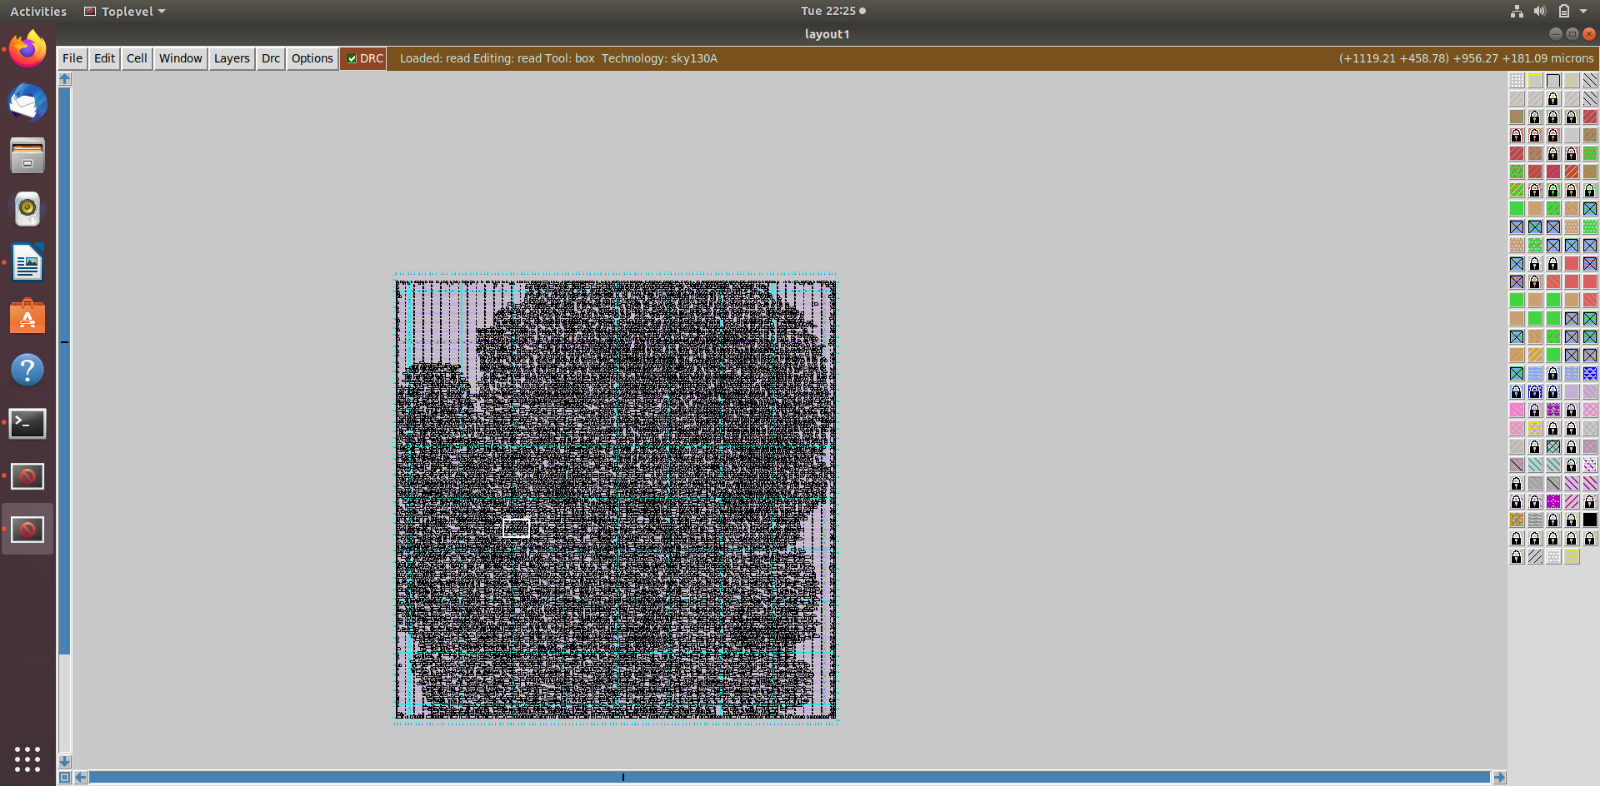 Activities Toplevel Tue 22:25
layout1
File Edit Cell Window Layers Drc Options DRC Loaded: read Editing: read Tool: box Technology: sky130A (+1119.21 +458.78) +956.27 +181.09 microns